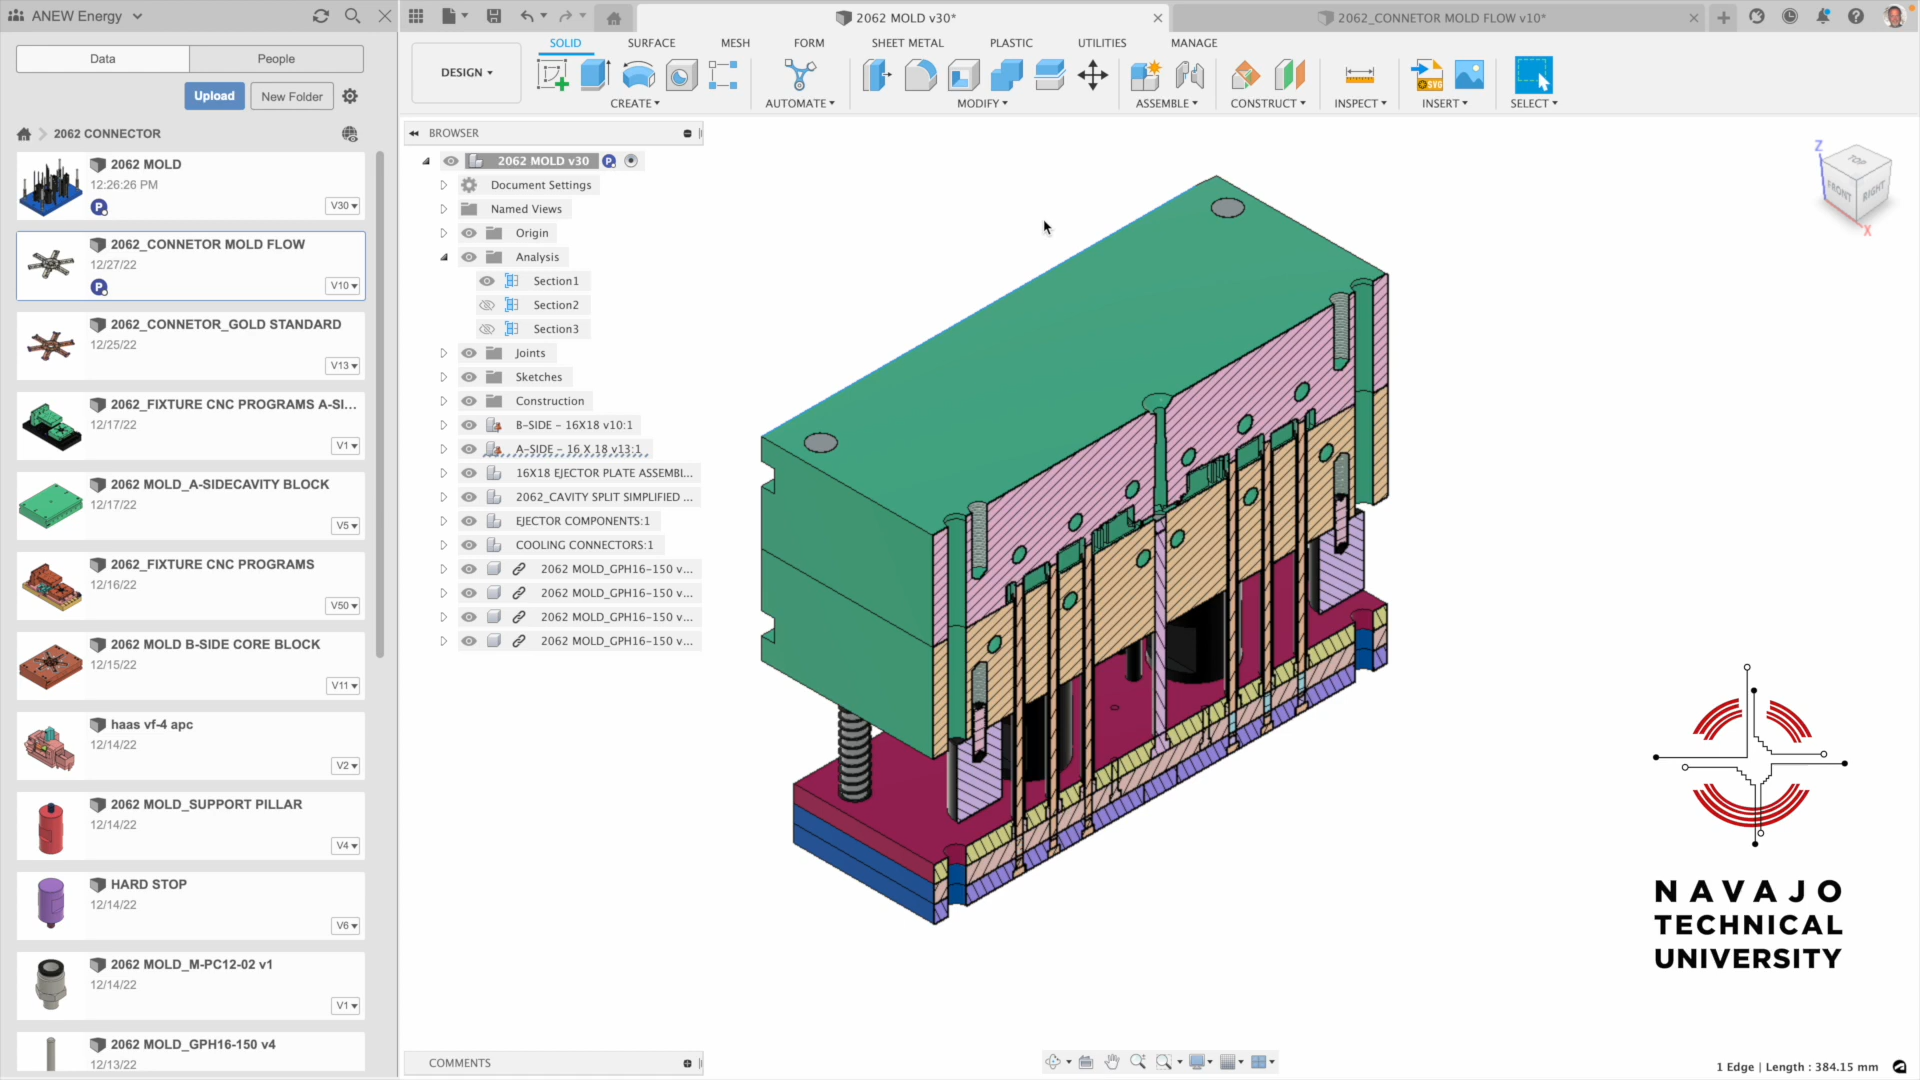 ANEW Energy
2062 MOLD v30*
2062_CONNETOR MOLD FLOW v10*
Data
People
Upload
New Folder
2062 CONNECTOR
2062 MOLD
12:26:26 PM
P
V30
2062_CONNETOR MOLD FLOW
12/27/22
P
V10
2062_CONNETOR_GOLD STANDARD
12/25/22
V13
2062_FIXTURE CNC PROGRAMS A-SI...
12/17/22
V1
2062 MOLD_A-SIDECAVITY BLOCK
12/17/22
V5
2062_FIXTURE CNC PROGRAMS
12/16/22
V50
2062 MOLD B-SIDE CORE BLOCK
12/15/22
V11
haas vf-4 apc
12/14/22
V2
2062 MOLD_SUPPORT PILLAR
12/14/22
V4
HARD STOP
12/14/22
V6
2062 MOLD_M-PC12-02 v1
12/14/22
V1
2062 MOLD_GPH16-150 v4
12/13/22
DESIGN
SOLID
SURFACE
MESH
FORM
SHEET METAL
PLASTIC
UTILITIES
MANAGE
CREATE
AUTOMATE
MODIFY
ASSEMBLE
CONSTRUCT
INSPECT
SVG
INSERT
SELECT
BROWSER
2062 MOLD v30
P
Document Settings
Named Views
Origin
Analysis
Section1
Section2
Section3
Joints
Sketches
Construction
B-SIDE - 16X18 v10:1
A-SIDE - 16 X 18 v13:1
16X18 EJECTOR PLATE ASSEMBL...
2062_CAVITY SPLIT SIMPLIFIED ...
EJECTOR COMPONENTS:1
COOLING CONNECTORS:1
2062 MOLD_GPH16-150 v...
2062 MOLD_GPH16-150 v...
2062 MOLD_GPH16-150 v...
2062 MOLD_GPH16-150 v...
Z
TOP
FRONT
RIGHT
X
NAVAJO
TECHNICAL
UNIVERSITY
COMMENTS
1 Edge | Length : 384.15 mm